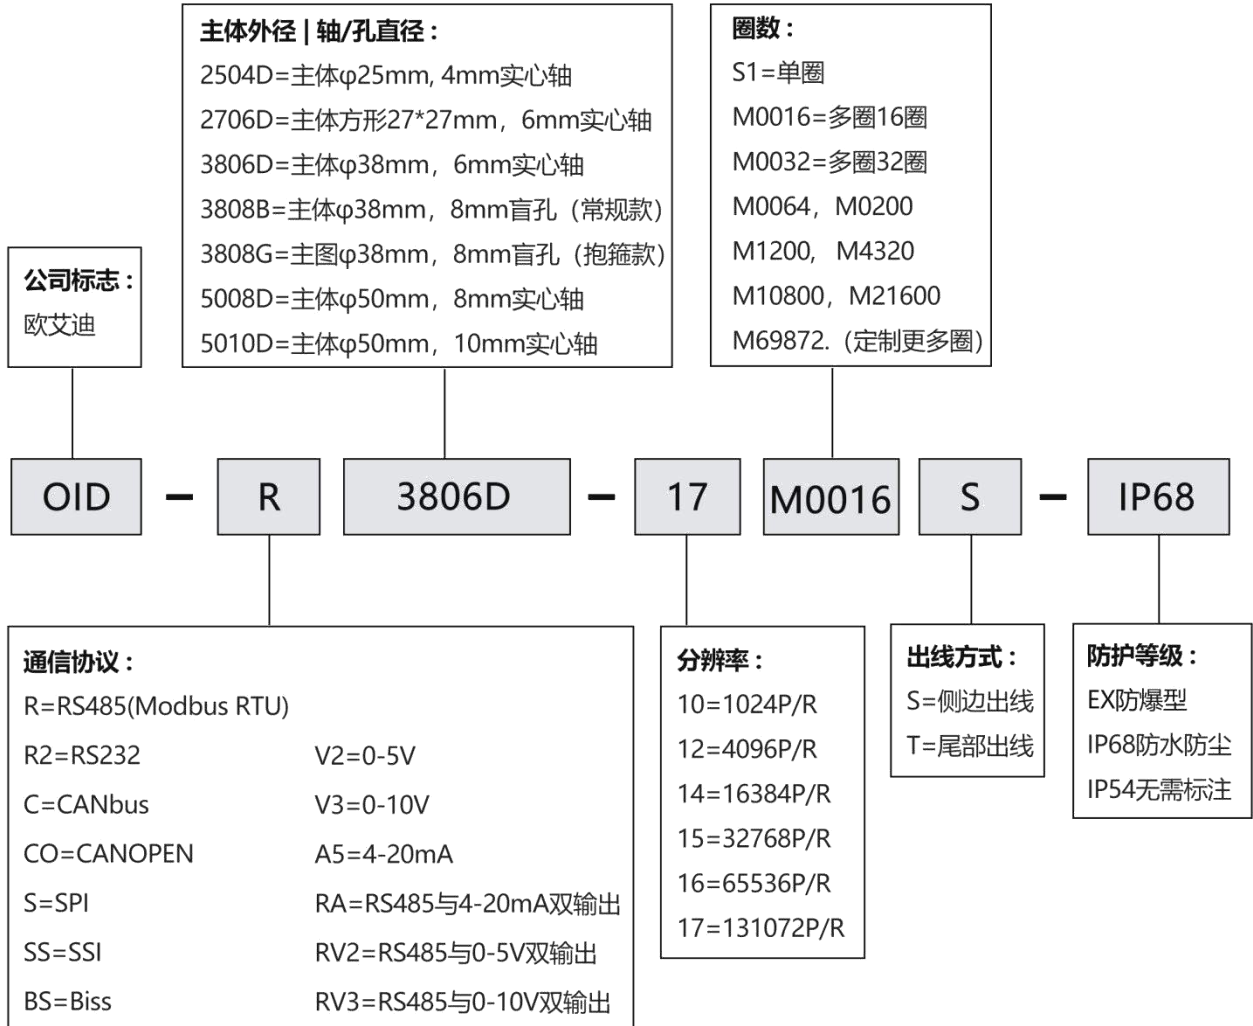 主体外径 | 轴/孔直径：
2504D=主体φ25mm, 4mm实心轴
2706D=主体方形27*27mm，6mm实心轴
3806D=主体φ38mm，6mm实心轴
3808B=主体φ38mm，8mm盲孔（常规款）
3808G=主图φ38mm，8mm盲孔（抱箍款）
5008D=主体φ50mm，8mm实心轴
5010D=主体φ50mm，10mm实心轴
圈数：
S1=单圈
M0016=多圈16圈
M0032=多圈32圈
M0064，M0200
M1200， M4320
M10800，M21600
M69872.（定制更多圈）
公司标志：
欧艾迪
OID – R 3806D – 17 M0016 S – IP68
通信协议：
R=RS485(Modbus RTU)
R2=RS232
C=CANbus
CO=CANOPEN
S=SPI
SS=SSI
BS=Biss
V2=0-5V
V3=0-10V
A5=4-20mA
RA=RS485与4-20mA双输出
RV2=RS485与0-5V双输出
RV3=RS485与0-10V双输出
分辨率：
10=1024P/R
12=4096P/R
14=16384P/R
15=32768P/R
16=65536P/R
17=131072P/R
出线方式：
S=侧边出线
T=尾部出线
防护等级：
EX防爆型
IP68防水防尘
IP54无需标注